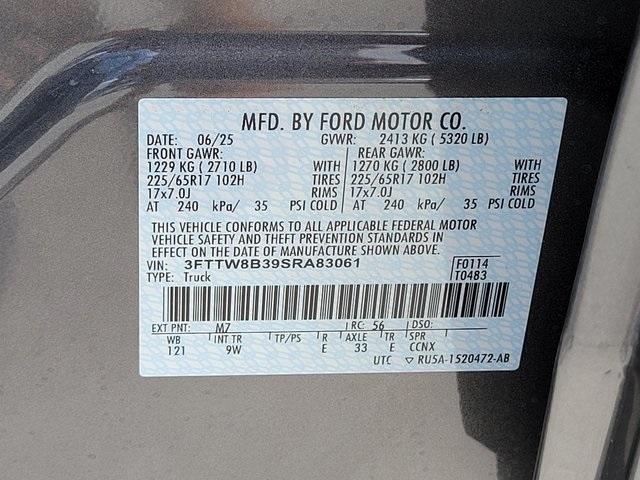 MFD. BY FORD MOTOR CO.
DATE: 06/25 GVWR: 2413 KG ( 5320 LB)
FRONT GAWR: REAR GAWR:
1229 KG ( 2710 LB) WITH 1270 KG ( 2800 LB) WITH
225/65R17 102H TIRES 225/65R17 102H TIRES
17x7.0J RIMS 17x7.0J RIMS
AT 240 kPa/ 35 PSI COLD AT 240 kPa/ 35 PSI COLD
THIS VEHICLE CONFORMS TO ALL APPLICABLE FEDERAL MOTOR
VEHICLE SAFETY AND THEFT PREVENTION STANDARDS IN
EFFECT ON THE DATE OF MANUFACTURE SHOWN ABOVE.
VIN: 3FTTW8B39SRA83061 F0114
TYPE: Truck T0483
EXT PNT: M7 RC: 56 DSO:
WB INT TR TP/PS R AXLE TR SPR
121 9W E 33 E CCNX
UTC ▽ RU5A-1520472-AB